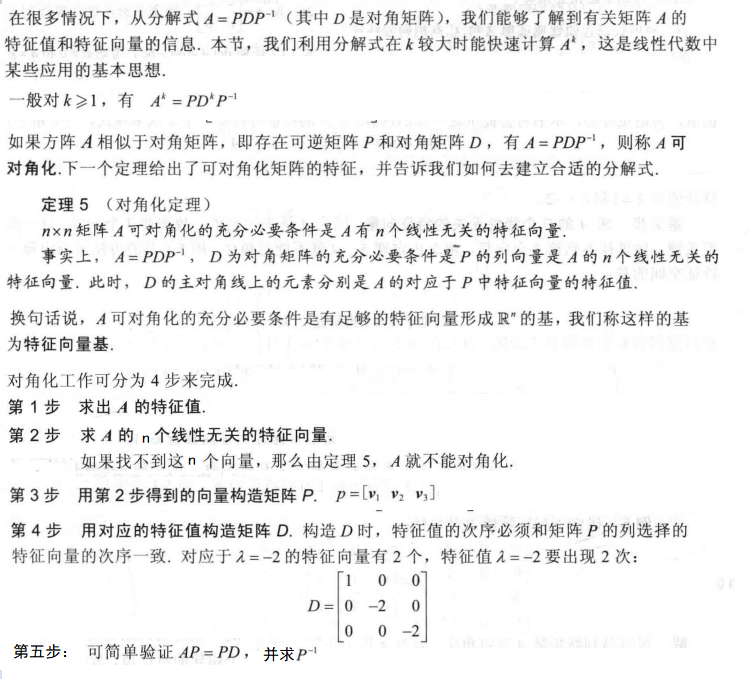 在很多情况下，从分解式 A = PDP⁻¹（其中 D 是对角矩阵），我们能够了解到有关矩阵 A 的
特征值和特征向量的信息. 本节，我们利用分解式在 k 较大时能快速计算 Aᵏ，这是线性代数中
某些应用的基本思想.
一般对 k ⩾ 1，有 Aᵏ = PDᵏP⁻¹
如果方阵 A 相似于对角矩阵，即存在可逆矩阵 P 和对角矩阵 D，有 A = PDP⁻¹，则称 A 可
对角化.下一个定理给出了可对角化矩阵的特征，并告诉我们如何去建立合适的分解式.
定理 5 （对角化定理）
n×n 矩阵 A 可对角化的充分必要条件是 A 有 n 个线性无关的特征向量.
事实上，A = PDP⁻¹，D 为对角矩阵的充分必要条件是 P 的列向量是 A 的 n 个线性无关的
特征向量. 此时，D 的主对角线上的元素分别是 A 的对应于 P 中特征向量的特征值.
换句话说，A 可对角化的充分必要条件是有足够的特征向量形成 ℝⁿ 的基，我们称这样的基
为特征向量基.
对角化工作可分为 4 步来完成.
第 1 步 求出 A 的特征值.
第 2 步 求 A 的 n 个线性无关的特征向量.
如果找不到这 n 个向量，那么由定理 5，A 就不能对角化.
第 3 步 用第 2 步得到的向量构造矩阵 P. p = [v₁ v₂ v₃]
第 4 步 用对应的特征值构造矩阵 D. 构造 D 时，特征值的次序必须和矩阵 P 的列选择的
特征向量的次序一致. 对应于 λ = −2 的特征向量有 2 个，特征值 λ = −2 要出现 2 次：
1 0 0
D = 0 −2 0
0 0 −2
第五步： 可简单验证 AP = PD，并求P⁻¹